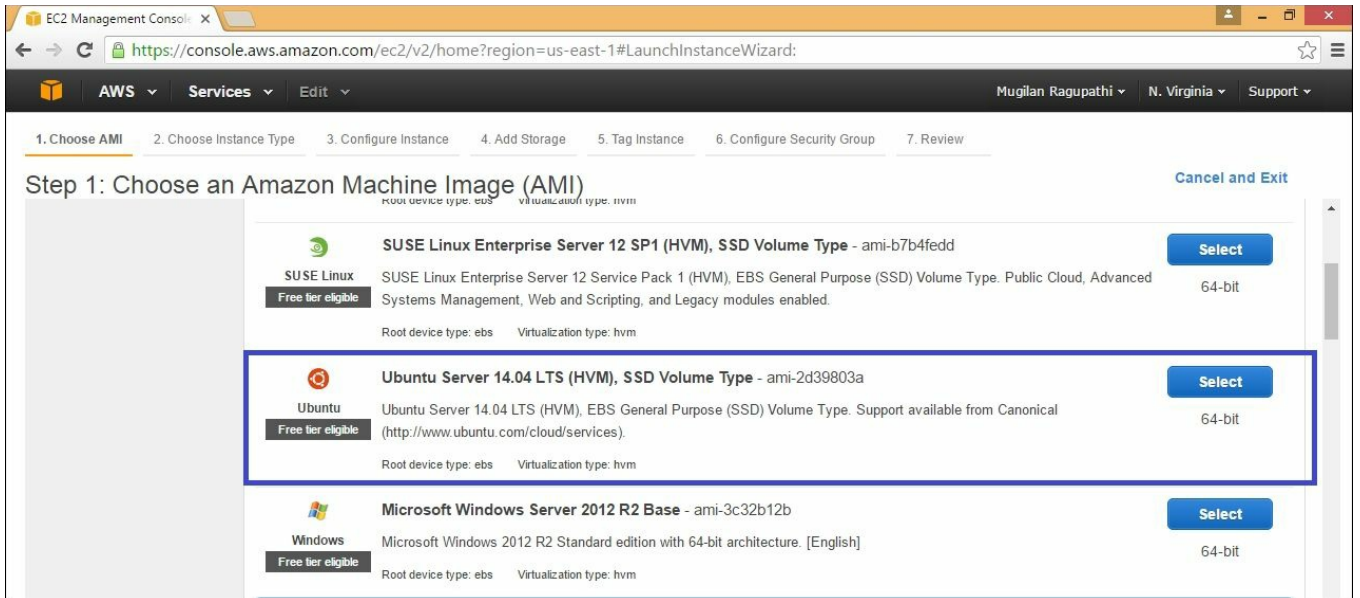 EC2 Management Consol
https://console.aws.amazon.com/ec2/v2/home?region=us-east-1#LaunchInstanceWizard:
AWS Services Edit Mugilan Ragupathi N. Virginia Support
1. Choose AMI 2. Choose Instance Type 3. Configure Instance 4. Add Storage 5. Tag Instance 6. Configure Security Group 7. Review
Step 1: Choose an Amazon Machine Image (AMI) Cancel and Exit
Root device type: ebs Virtualization type: hvm
SUSE Linux Enterprise Server 12 SP1 (HVM), SSD Volume Type - ami-b7b4fedd Select
SUSE Linux
Free tier eligible
SUSE Linux Enterprise Server 12 Service Pack 1 (HVM), EBS General Purpose (SSD) Volume Type. Public Cloud, Advanced
Systems Management, Web and Scripting, and Legacy modules enabled.
64-bit
Root device type: ebs Virtualization type: hvm
Ubuntu Server 14.04 LTS (HVM), SSD Volume Type - ami-2d39803a Select
Ubuntu
Free tier eligible
Ubuntu Server 14.04 LTS (HVM), EBS General Purpose (SSD) Volume Type. Support available from Canonical
(http://www.ubuntu.com/cloud/services).
64-bit
Root device type: ebs Virtualization type: hvm
Microsoft Windows Server 2012 R2 Base - ami-3c32b12b Select
Windows
Free tier eligible
Microsoft Windows 2012 R2 Standard edition with 64-bit architecture. [English]
64-bit
Root device type: ebs Virtualization type: hvm